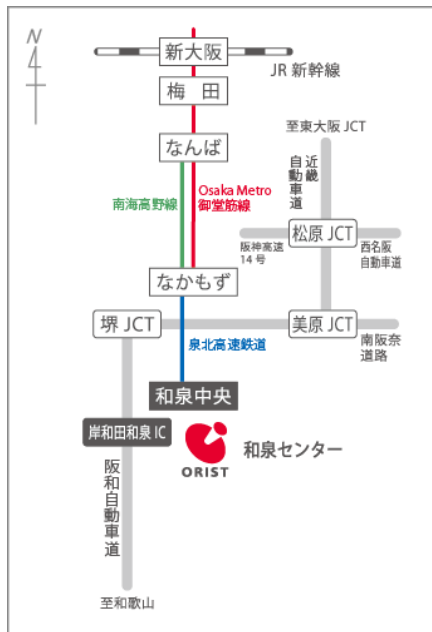 N
新大阪
JR 新幹線
梅　田
至東大阪 JCT
なんば
近畿
自動車道
Osaka Metro
御堂筋線
南海高野線
松原 JCT
阪神高速
14 号
西名阪
自動車道
なかもず
堺 JCT
美原 JCT
泉北高速鉄道
南阪奈
道路
和泉中央
岸和田和泉 IC
ORIST
和泉センター
阪和自動車道
至和歌山